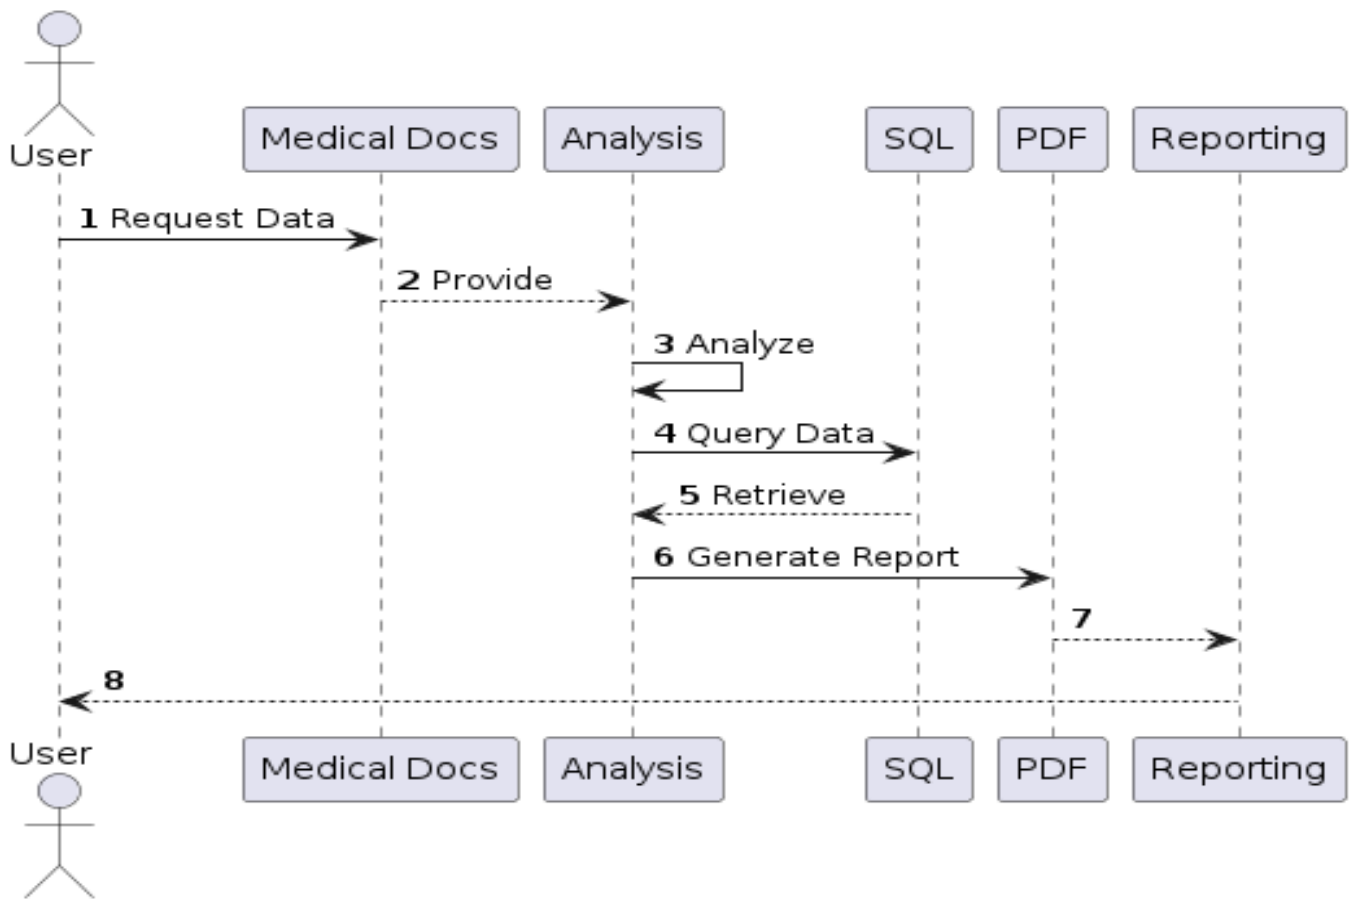 User
Medical Docs
Analysis
SQL
PDF
Reporting
1 Request Data
2 Provide
3 Analyze
4 Query Data
5 Retrieve
6 Generate Report
7
8
User
Medical Docs
Analysis
SQL
PDF
Reporting